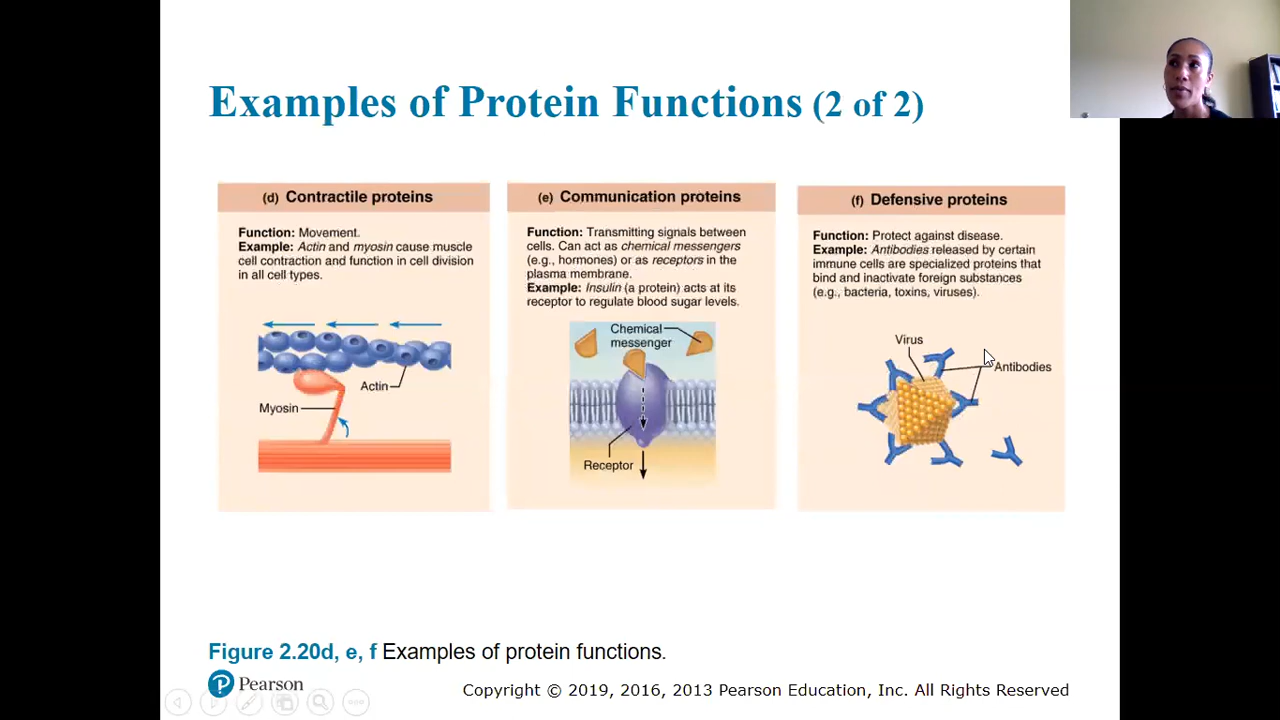 Examples of Protein Functions (2 of 2)
(d) Contractile proteins
Function: Movement.
Example: Actin and myosin cause muscle
cell contraction and function in cell division
in all cell types.
Actin
Myosin
(e) Communication proteins
Function: Transmitting signals between
cells. Can act as chemical messengers
(e.g., hormones) or as receptors in the
plasma membrane.
Example: Insulin (a protein) acts at its
receptor to regulate blood sugar levels.
Chemical
messenger
Receptor
(f) Defensive proteins
Function: Protect against disease.
Example: Antibodies released by certain
immune cells are specialized proteins that
bind and inactivate foreign substances
(e.g., bacteria, toxins, viruses).
Virus
Antibodies
Figure 2.20d, e, f Examples of protein functions.
Pearson
Copyright © 2019, 2016, 2013 Pearson Education, Inc. All Rights Reserved